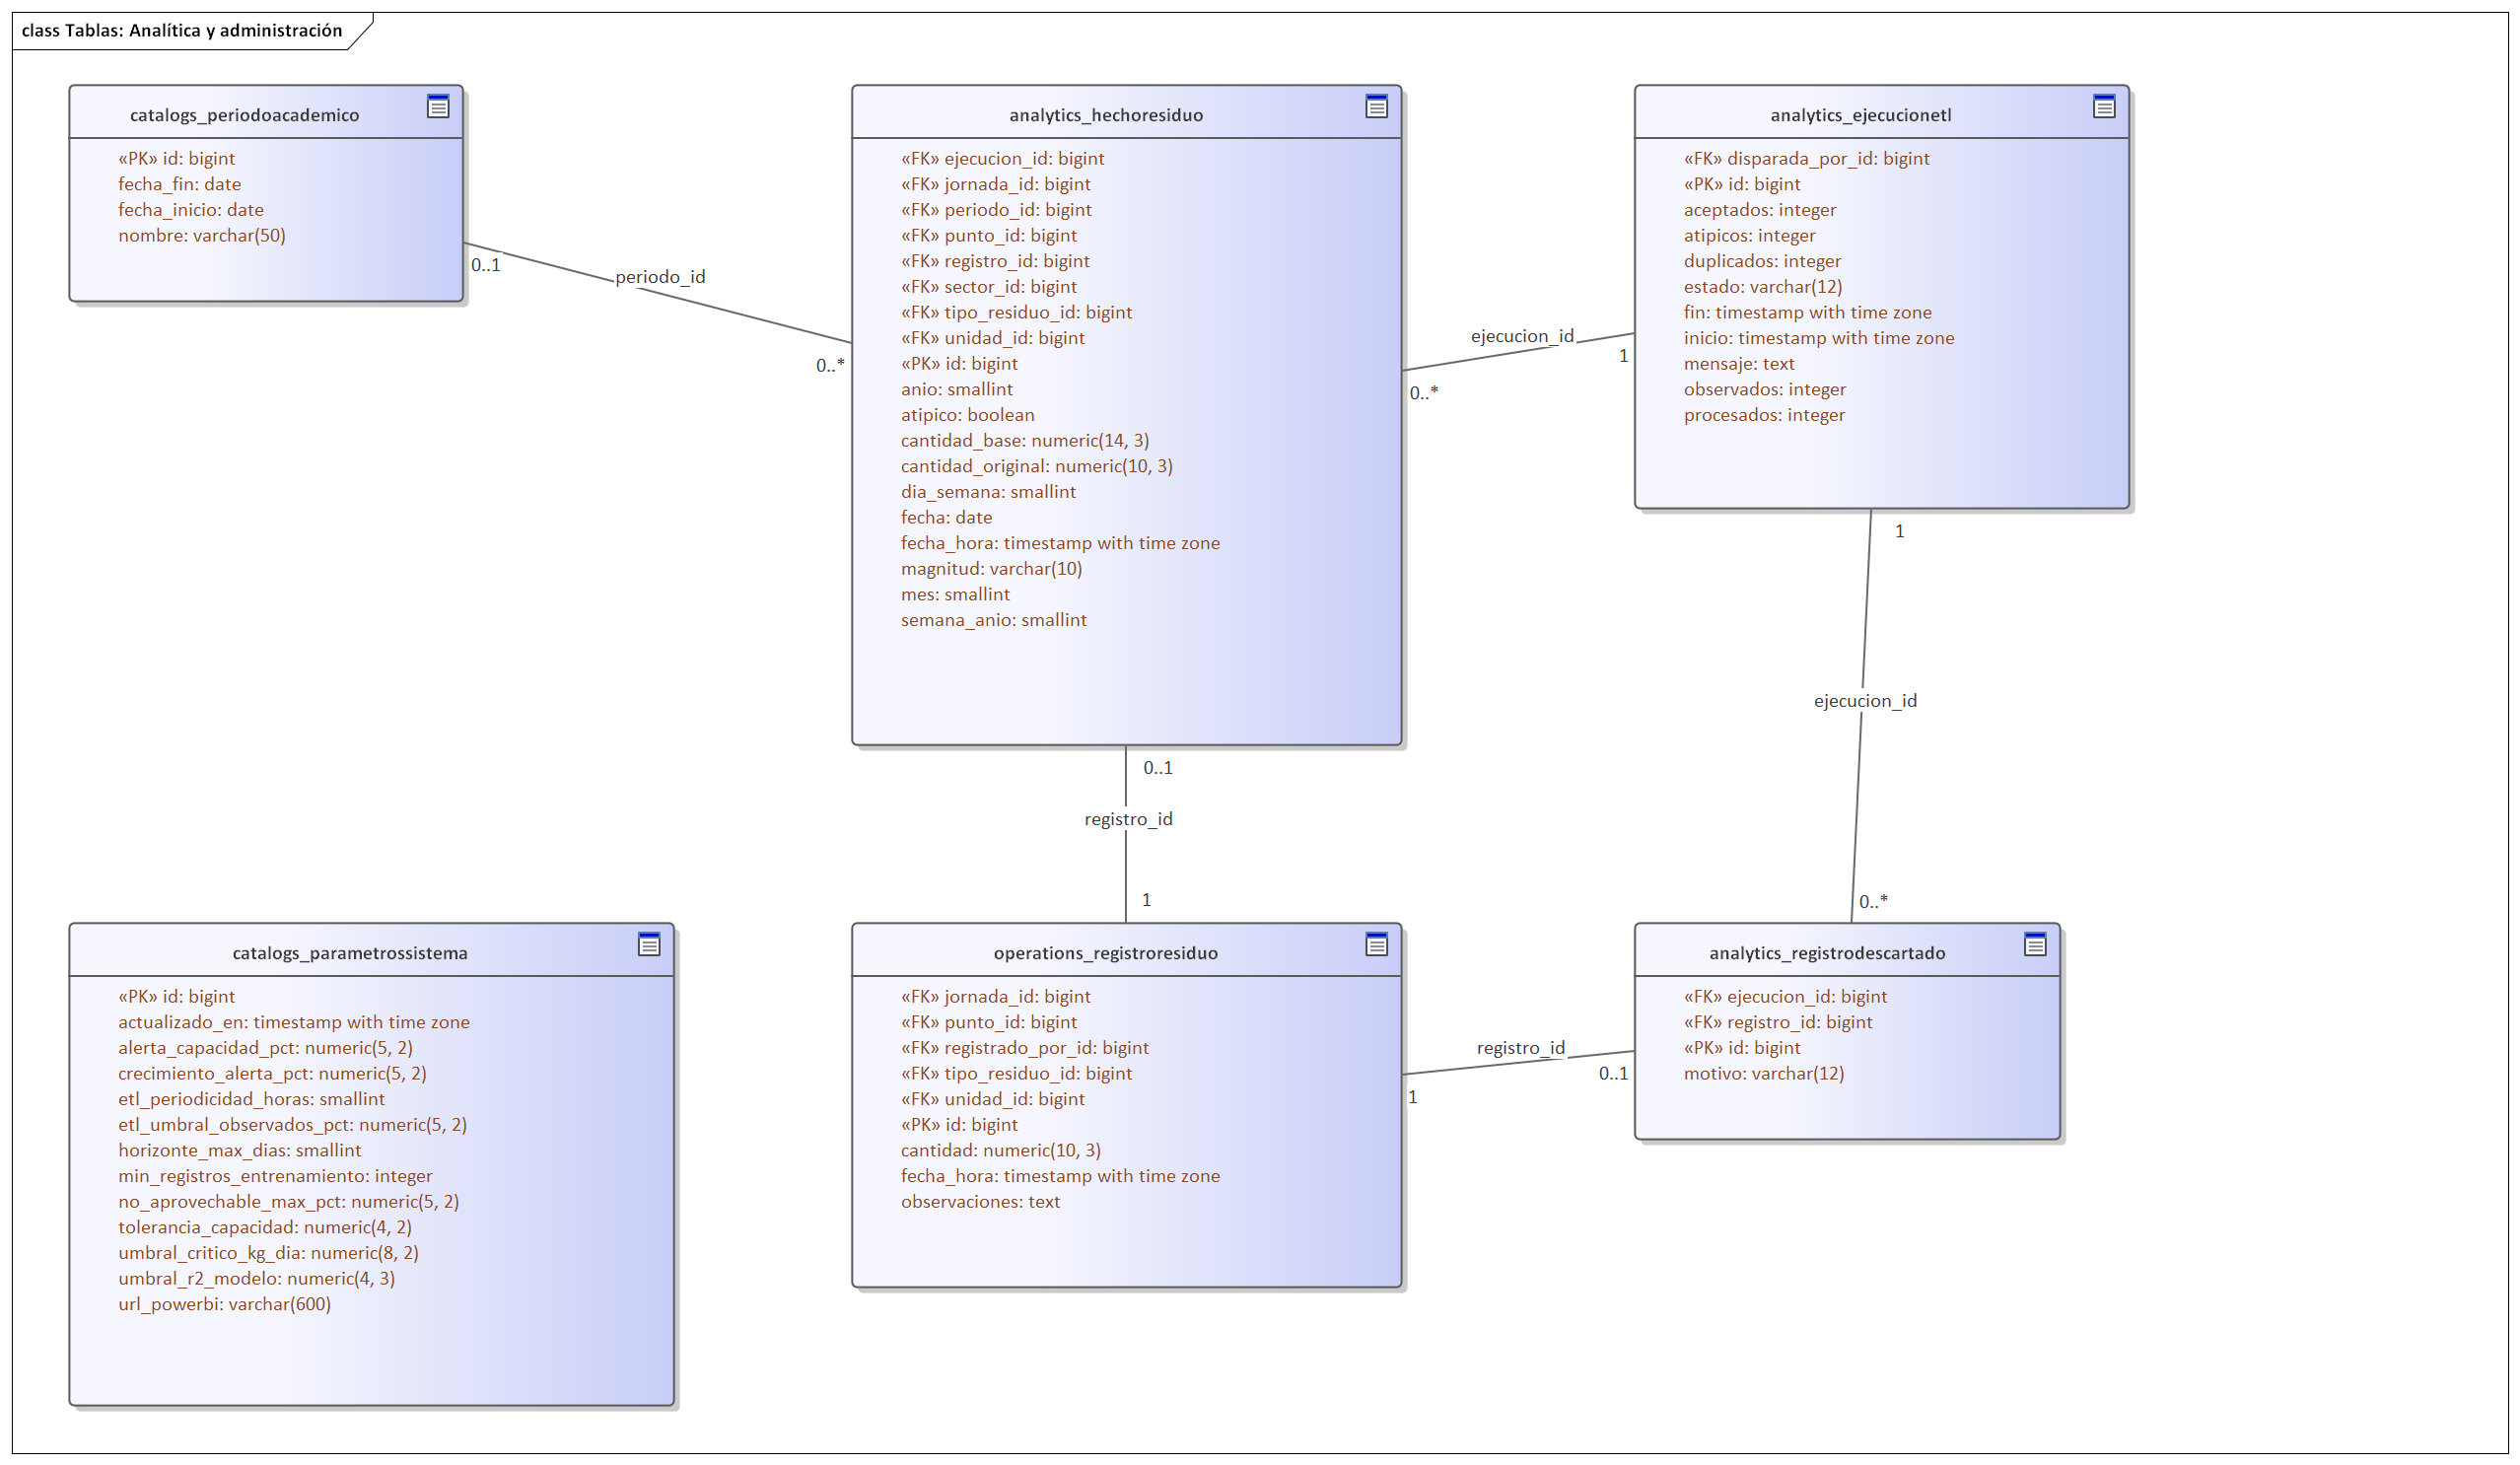 class Tablas: Analítica y administración
catalogs_periodoacademico
«PK» id: bigint
fecha_fin: date
fecha_inicio: date
nombre: varchar(50)
0..1
periodo_id
0..*
analytics_hechoresiduo
«FK» ejecucion_id: bigint
«FK» jornada_id: bigint
«FK» periodo_id: bigint
«FK» punto_id: bigint
«FK» registro_id: bigint
«FK» sector_id: bigint
«FK» tipo_residuo_id: bigint
«FK» unidad_id: bigint
«PK» id: bigint
anio: smallint
atipico: boolean
cantidad_base: numeric(14, 3)
cantidad_original: numeric(10, 3)
dia_semana: smallint
fecha: date
fecha_hora: timestamp with time zone
magnitud: varchar(10)
mes: smallint
semana_anio: smallint
ejecucion_id
1
0..*
analytics_ejecucionetl
«FK» disparada_por_id: bigint
«PK» id: bigint
aceptados: integer
atipicos: integer
duplicados: integer
estado: varchar(12)
fin: timestamp with time zone
inicio: timestamp with time zone
mensaje: text
observados: integer
procesados: integer
1
ejecucion_id
0..*
0..1
registro_id
1
catalogs_parametrossistema
«PK» id: bigint
actualizado_en: timestamp with time zone
alerta_capacidad_pct: numeric(5, 2)
crecimiento_alerta_pct: numeric(5, 2)
etl_periodicidad_horas: smallint
etl_umbral_observados_pct: numeric(5, 2)
horizonte_max_dias: smallint
min_registros_entrenamiento: integer
no_aprovechable_max_pct: numeric(5, 2)
tolerancia_capacidad: numeric(4, 2)
umbral_critico_kg_dia: numeric(8, 2)
umbral_r2_modelo: numeric(4, 3)
url_powerbi: varchar(600)
operations_registroresiduo
«FK» jornada_id: bigint
«FK» punto_id: bigint
«FK» registrado_por_id: bigint
«FK» tipo_residuo_id: bigint
«FK» unidad_id: bigint
«PK» id: bigint
cantidad: numeric(10, 3)
fecha_hora: timestamp with time zone
observaciones: text
registro_id
0..1
1
analytics_registrodescartado
«FK» ejecucion_id: bigint
«FK» registro_id: bigint
«PK» id: bigint
motivo: varchar(12)